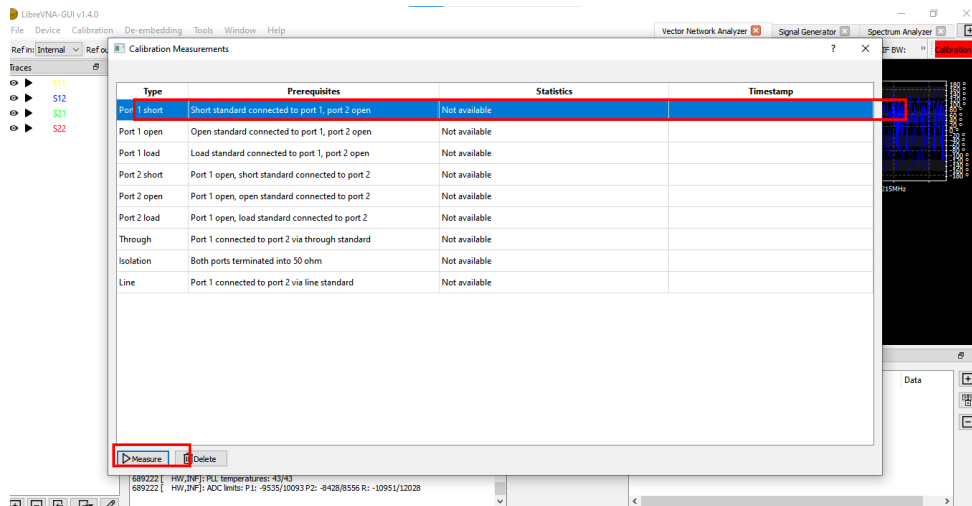 LibreVNA-GUI v1.4.0
File Device Calibration De-embedding Tools Window Help
Vector Network Analyzer Signal Generator Spectrum Analyzer
Ref in: Internal Ref ou
IF BW: » Calibration
Calibration Measurements ?
Traces
S11
S12
S21
S22
Type Prerequisites Statistics Timestamp
Port 1 short Short standard connected to port 1, port 2 open Not available
Port 1 open Open standard connected to port 1, port 2 open Not available
Port 1 load Load standard connected to port 1, port 2 open Not available
Port 2 short Port 1 open, short standard connected to port 2 Not available
Port 2 open Port 1 open, open standard connected to port 2 Not available
Port 2 load Port 1 open, load standard connected to port 2 Not available
Through Port 1 connected to port 2 via through standard Not available
Isolation Both ports terminated into 50 ohm Not available
Line Port 1 connected to port 2 via line standard Not available
215MHz
Data
Measure Delete
689222 [ HW,INF]: PLL temperatures: 43/43
689222 [ HW,INF]: ADC limits: P1: -9535/10093 P2: -8428/8556 R: -10951/12028